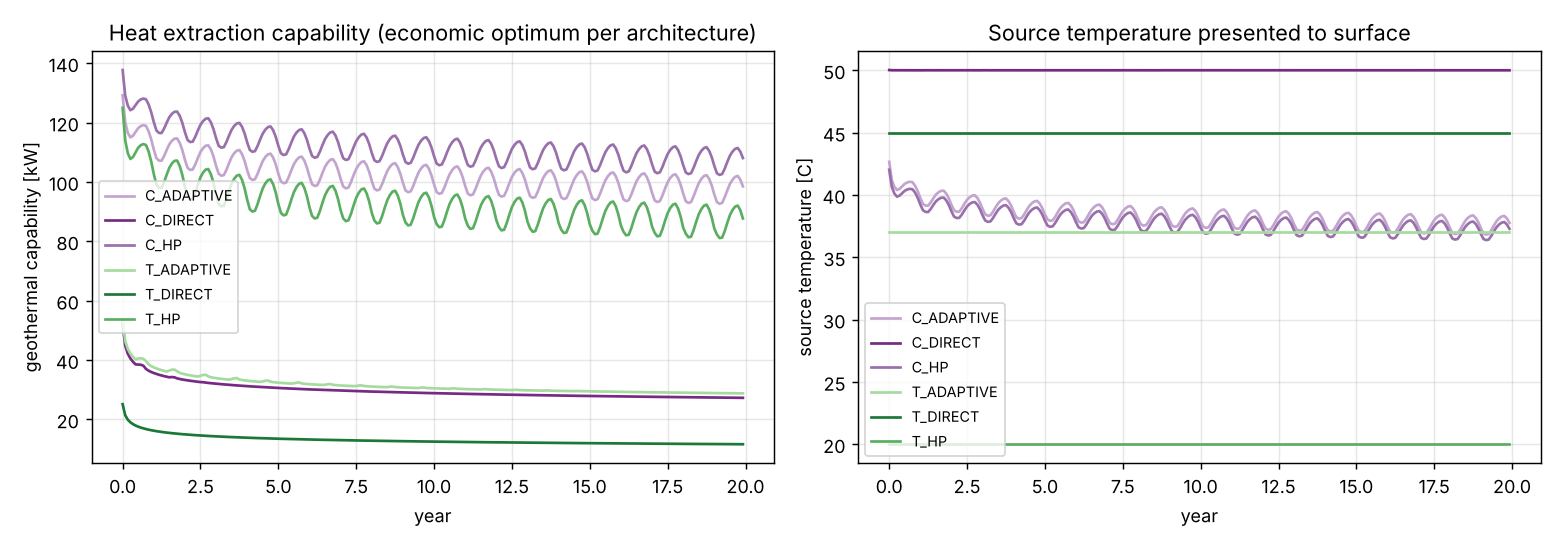 Heat extraction capability (economic optimum per architecture)
geothermal capability [kW]
140
120
100
80
60
40
20
C_ADAPTIVE
C_DIRECT
C_HP
T_ADAPTIVE
T_DIRECT
T_HP
0.0 2.5 5.0 7.5 10.0 12.5 15.0 17.5 20.0
year
Source temperature presented to surface
source temperature [C]
50
45
40
35
30
25
20
C_ADAPTIVE
C_DIRECT
C_HP
T_ADAPTIVE
T_DIRECT
T_HP
0.0 2.5 5.0 7.5 10.0 12.5 15.0 17.5 20.0
year